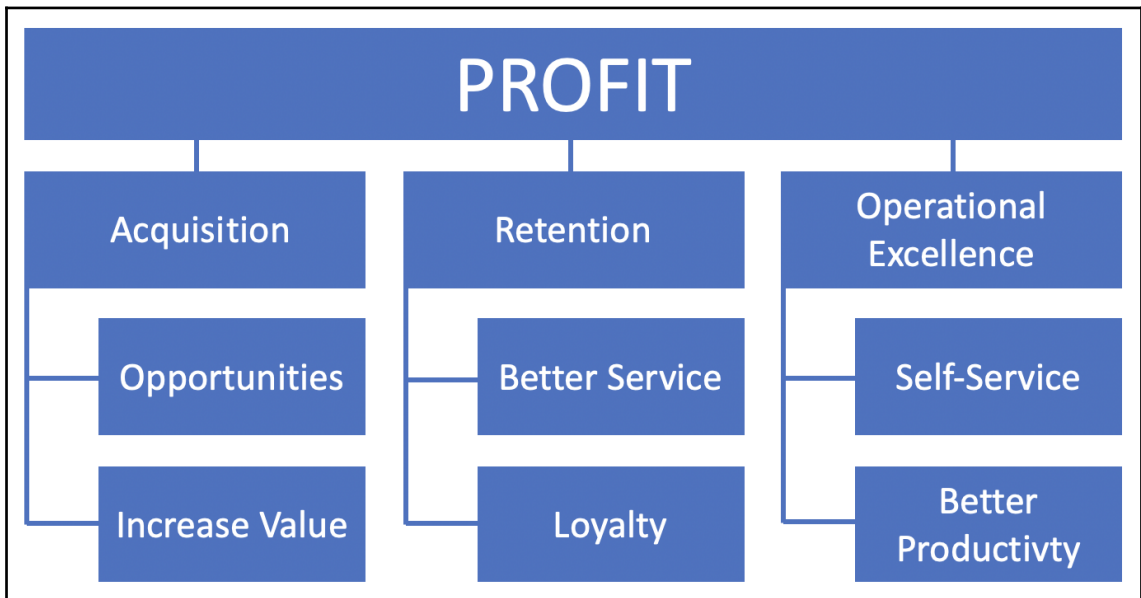 PROFIT
Acquisition
Opportunities
Increase Value
Retention
Better Service
Loyalty
Operational
Excellence
Self-Service
Better
Productivty